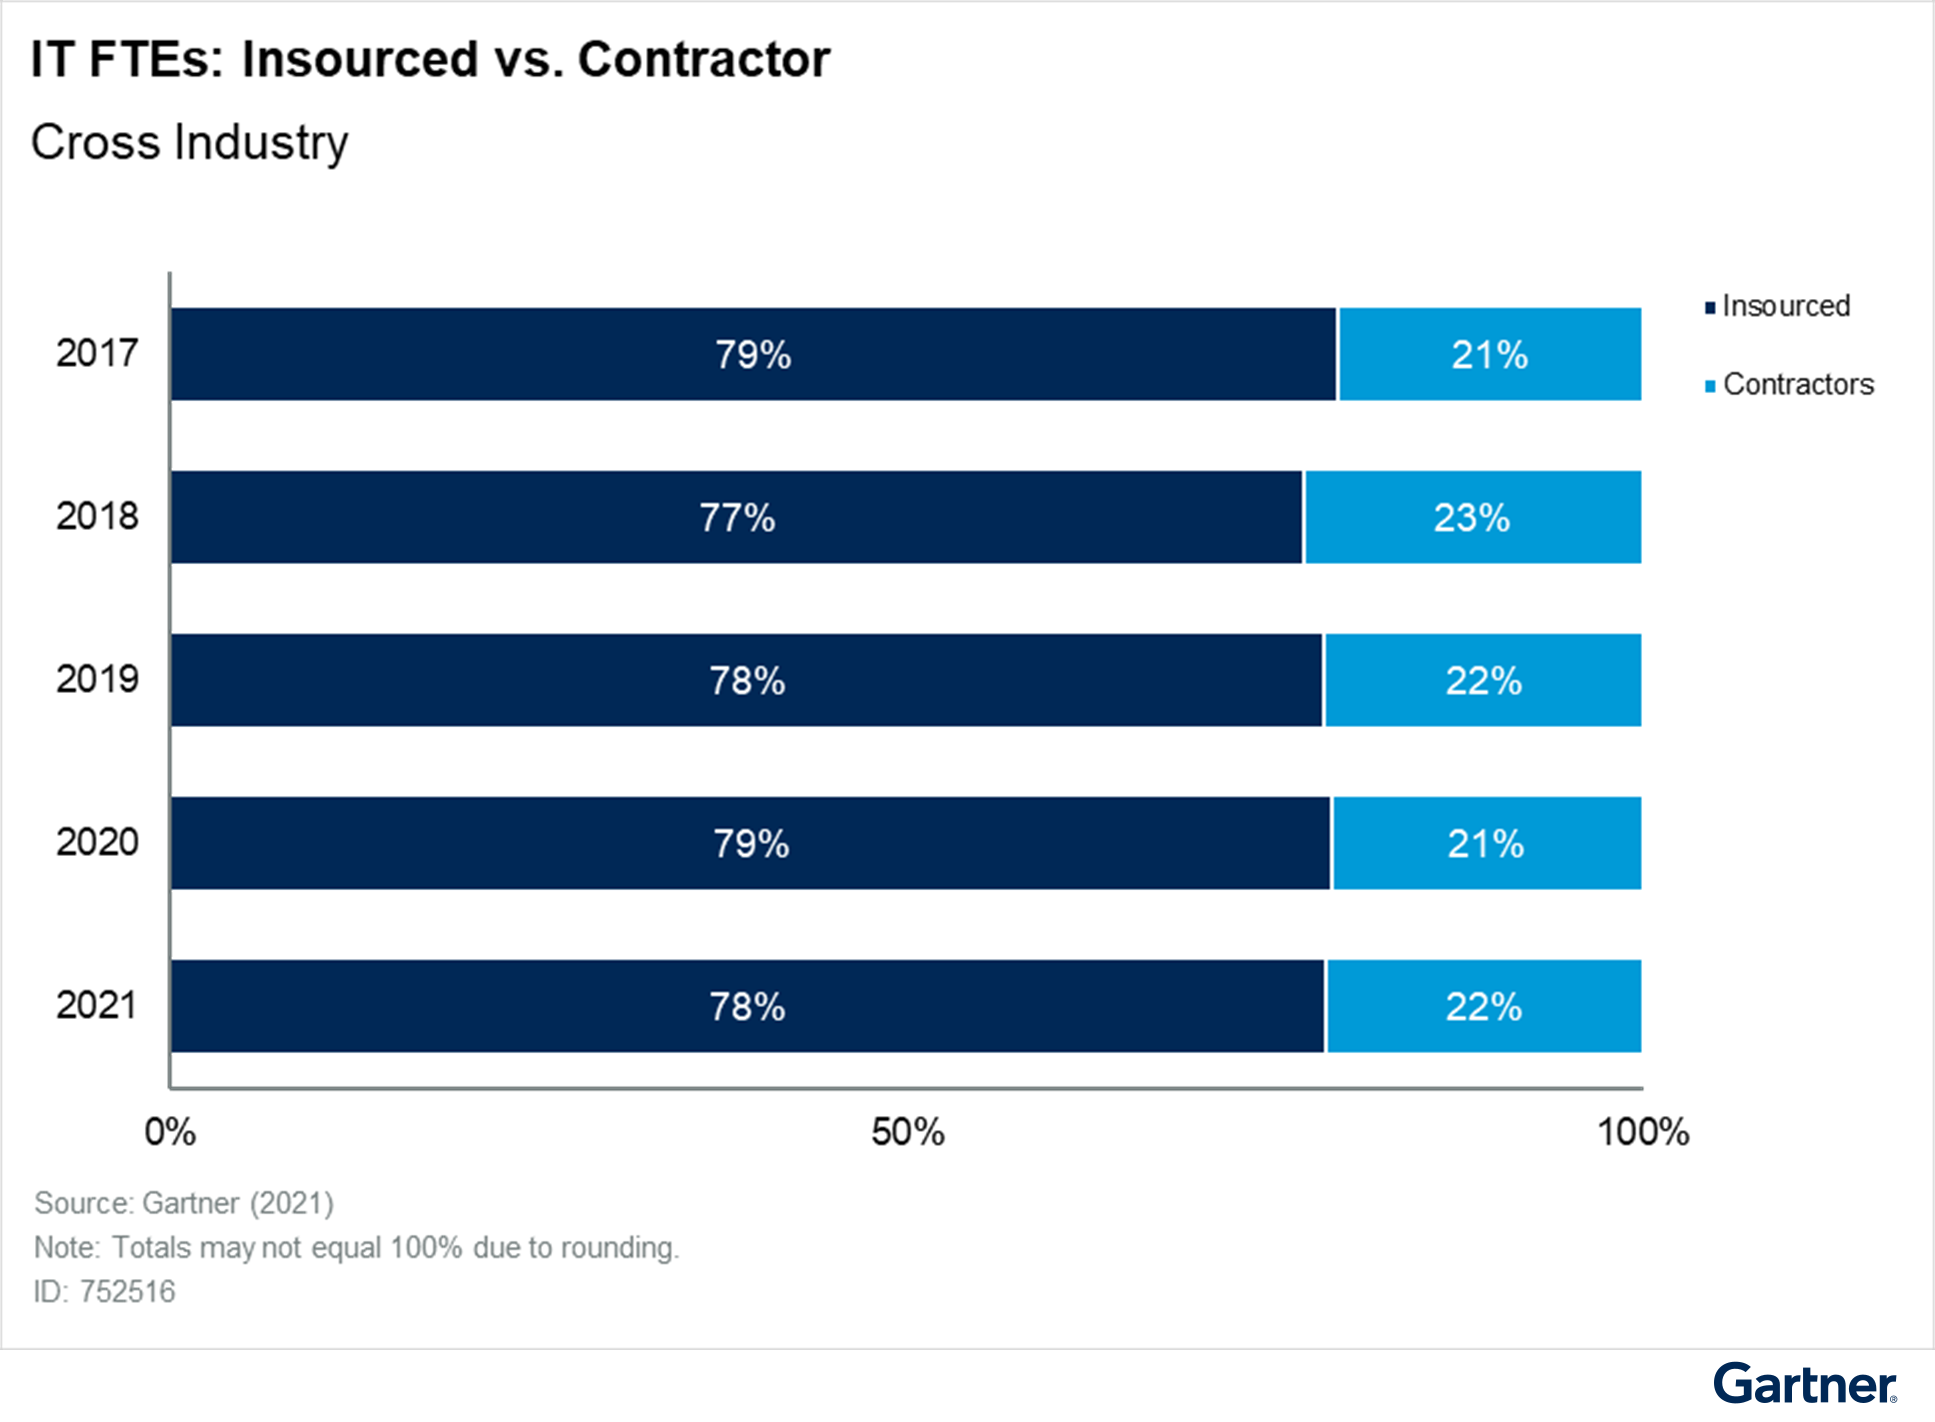 IT FTEs: Insourced vs. Contractor
Cross Industry
Insourced
Contractors
2017 79% 21%
2018 77% 23%
2019 78% 22%
2020 79% 21%
2021 78% 22%
0% 50% 100%
Source: Gartner (2021)
Note: Totals may not equal 100% due to rounding.
ID: 752516
Gartner®